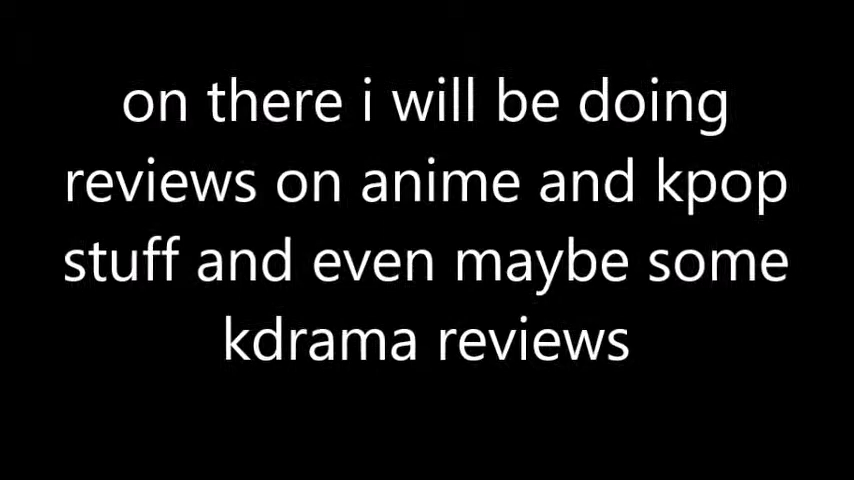 on there i will be doing
reviews on anime and kpop
stuff and even maybe some
kdrama reviews